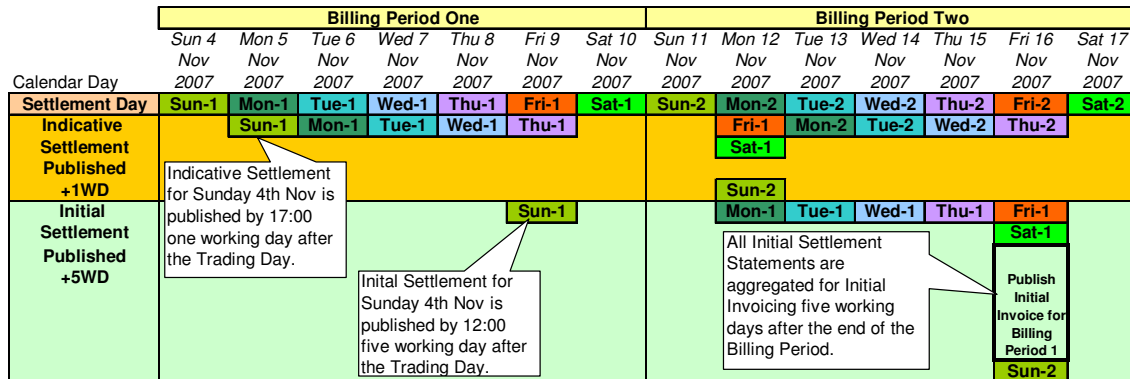 Billing Period One Billing Period Two
Sun 4 Mon 5 Tue 6 Wed 7 Thu 8 Fri 9 Sat 10 Sun 11 Mon 12 Tue 13 Wed 14 Thu 15 Fri 16 Sat 17
Nov Nov Nov Nov Nov Nov Nov Nov Nov Nov Nov Nov Nov Nov
Calendar Day 2007 2007 2007 2007 2007 2007 2007 2007 2007 2007 2007 2007 2007 2007
Settlement Day Sun-1 Mon-1 Tue-1 Wed-1 Thu-1 Fri-1 Sat-1 Sun-2 Mon-2 Tue-2 Wed-2 Thu-2 Fri-2 Sat-2
Indicative Sun-1 Mon-1 Tue-1 Wed-1 Thu-1 Fri-1 Mon-2 Tue-2 Wed-2 Thu-2
Settlement Sat-1
Published
+1WD Sun-2
Indicative Settlement
for Sunday 4th Nov is
published by 17:00
one working day after
the Trading Day.
Initial Sun-1 Mon-1 Tue-1 Wed-1 Thu-1 Fri-1
Settlement Sat-1
Published
+5WD
Inital Settlement for
Sunday 4th Nov is
published by 12:00
five working day after
the Trading Day.
All Initial Settlement
Statements are
aggregated for Initial
Invoicing five working
days after the end of the
Billing Period.
Publish
Initial
Invoice for
Billing
Period 1
Sun-2